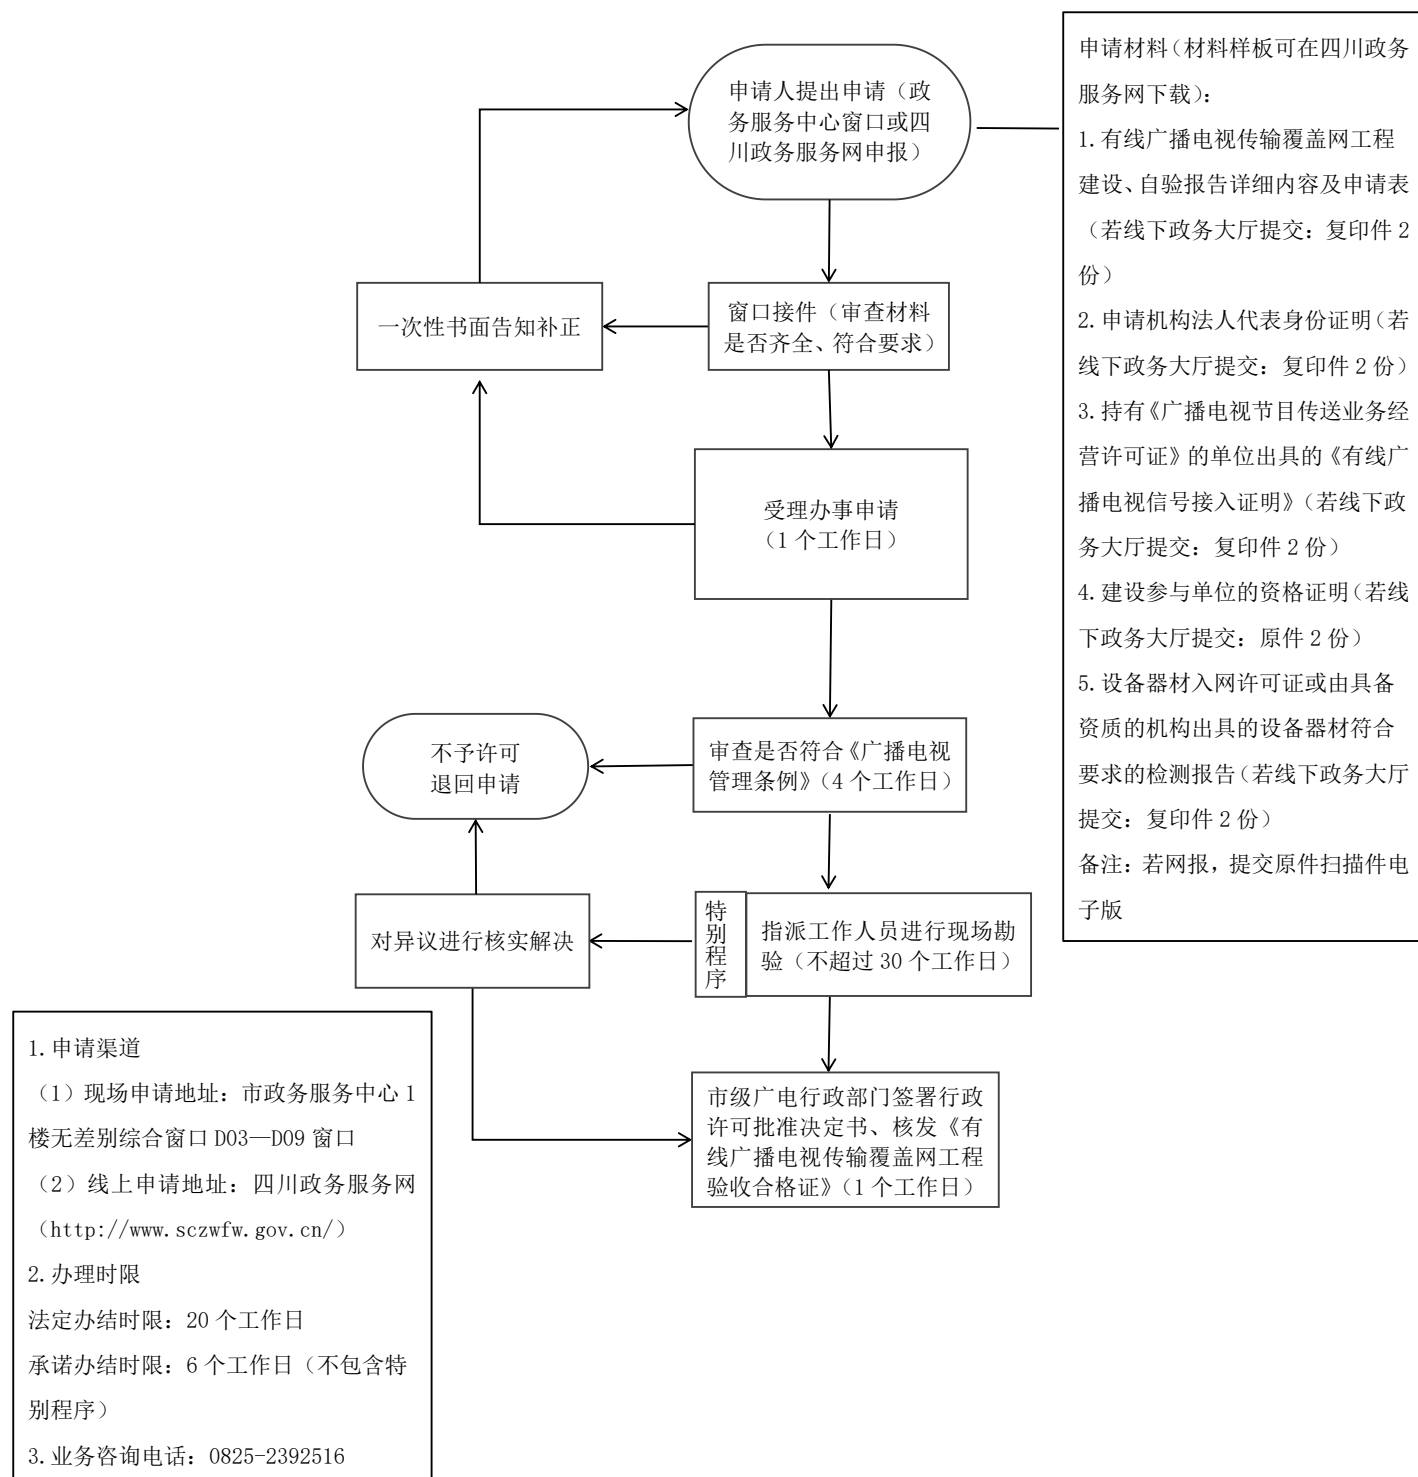 申请人提出申请（政
务服务中心窗口或四
川政务服务网申报）
申请材料（材料样板可在四川政务
服务网下载）：
1.有线广播电视传输覆盖网工程
建设、自验报告详细内容及申请表
（若线下政务大厅提交：复印件 2
份）
2.申请机构法人代表身份证明（若
线下政务大厅提交：复印件 2 份）
3.持有《广播电视节目传送业务经
营许可证》的单位出具的《有线广
播电视信号接入证明》（若线下政
务大厅提交：复印件 2 份）
4.建设参与单位的资格证明（若线
下政务大厅提交：原件 2 份）
5.设备器材入网许可证或由具备
资质的机构出具的设备器材符合
要求的检测报告（若线下政务大厅
提交：复印件 2 份）
备注：若网报，提交原件扫描件电
子版
一次性书面告知补正
窗口接件（审查材料
是否齐全、符合要求）
受理办事申请
（1 个工作日）
不予许可
退回申请
审查是否符合《广播电视
管理条例》（4 个工作日）
对异议进行核实解决
特
别
程
序
指派工作人员进行现场勘
验（不超过 30 个工作日）
市级广电行政部门签署行政
许可批准决定书、核发《有
线广播电视传输覆盖网工程
验收合格证》（1 个工作日）
1.申请渠道
（1）现场申请地址：市政务服务中心 1
楼无差别综合窗口 D03—D09 窗口
（2）线上申请地址：四川政务服务网
（http://www.sczwfw.gov.cn/）
2.办理时限
法定办结时限：20 个工作日
承诺办结时限：6 个工作日（不包含特
别程序）
3.业务咨询电话：0825-2392516